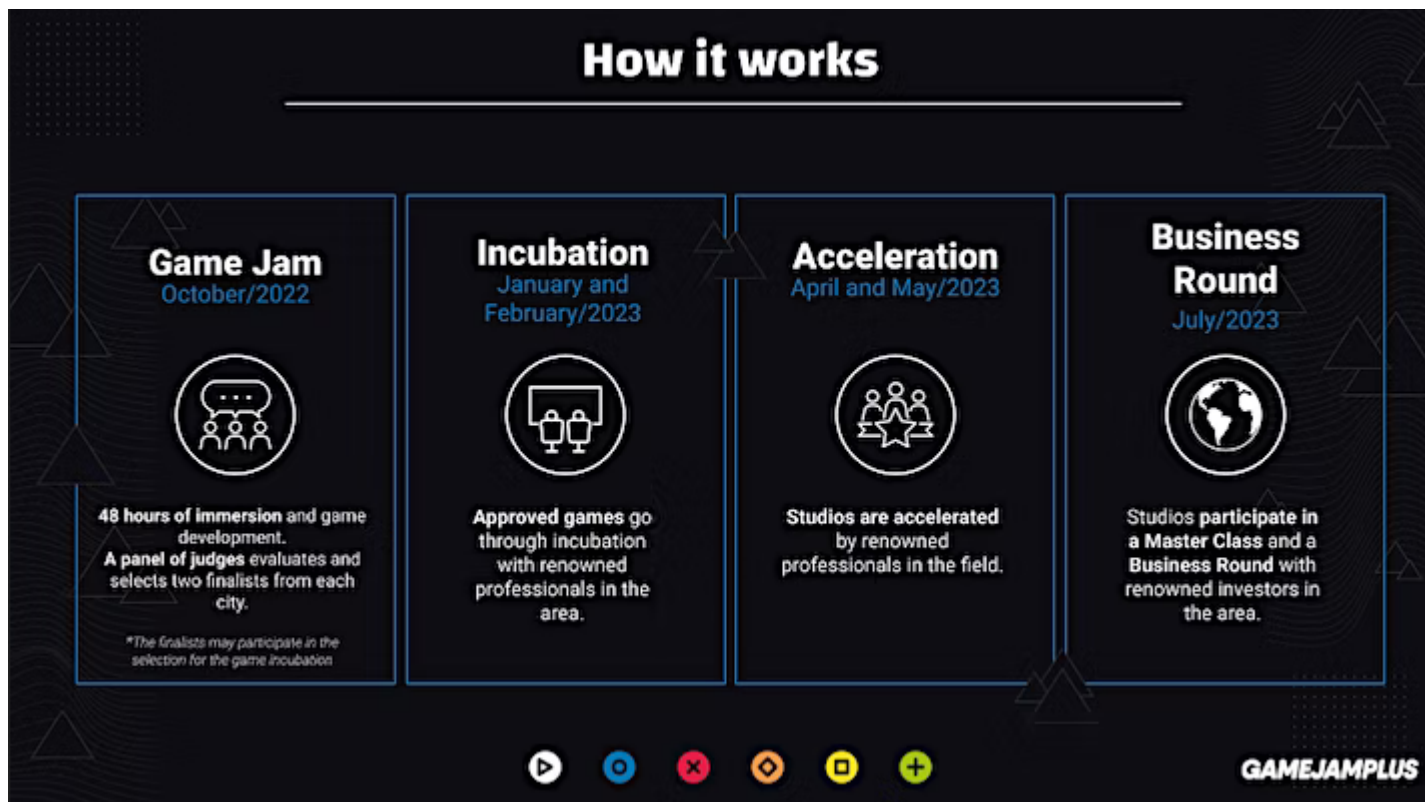 How it works
Game Jam
October/2022
48 hours of immersion and game
development.
A panel of judges evaluates and
selects two finalists from each
city.
*The finalists may participate in the
selection for the game incubation
Incubation
January and
February/2023
Approved games go
through incubation
with renowned
professionals in the
area.
Acceleration
April and May/2023
Studios are accelerated
by renowned
professionals in the field.
Business
Round
July/2023
Studios participate in
a Master Class and a
Business Round with
renowned investors in
the area.
GAMEJAMPLUS